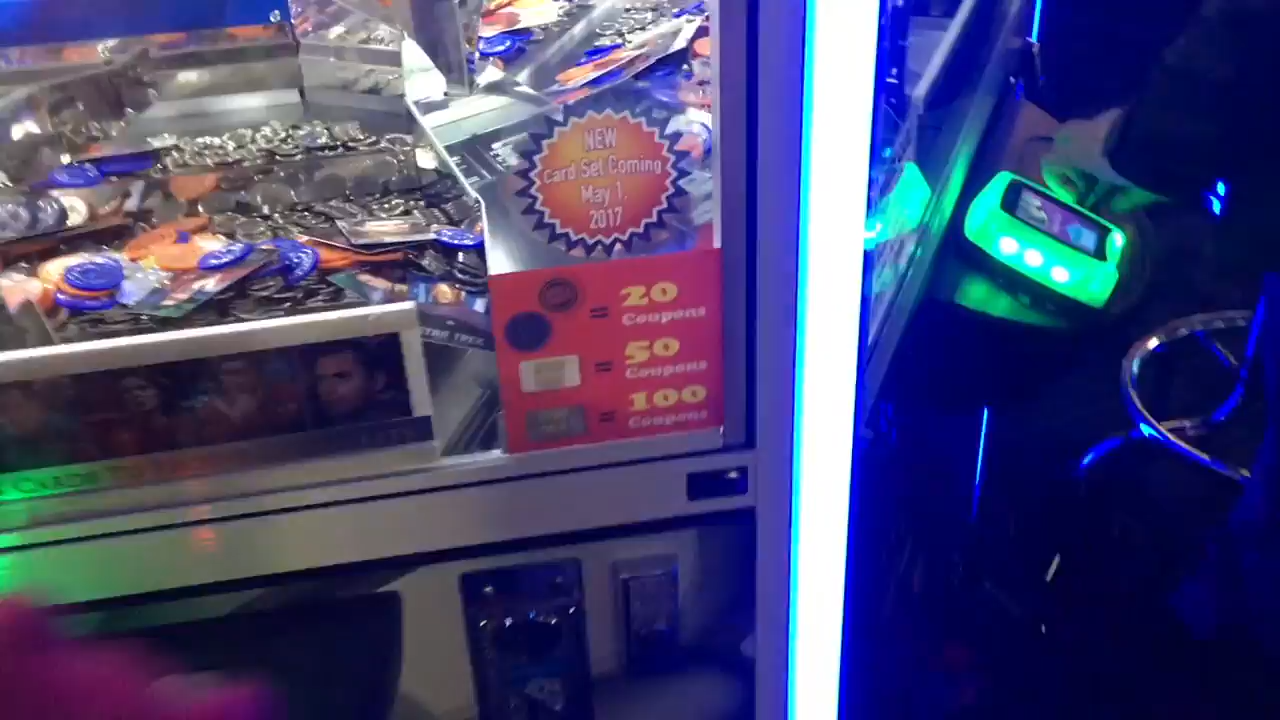 NEW
Card Set Coming
May 1,
2017
= 20
Coupons
= 50
Coupons
= 100
Coupons
STAR TREK